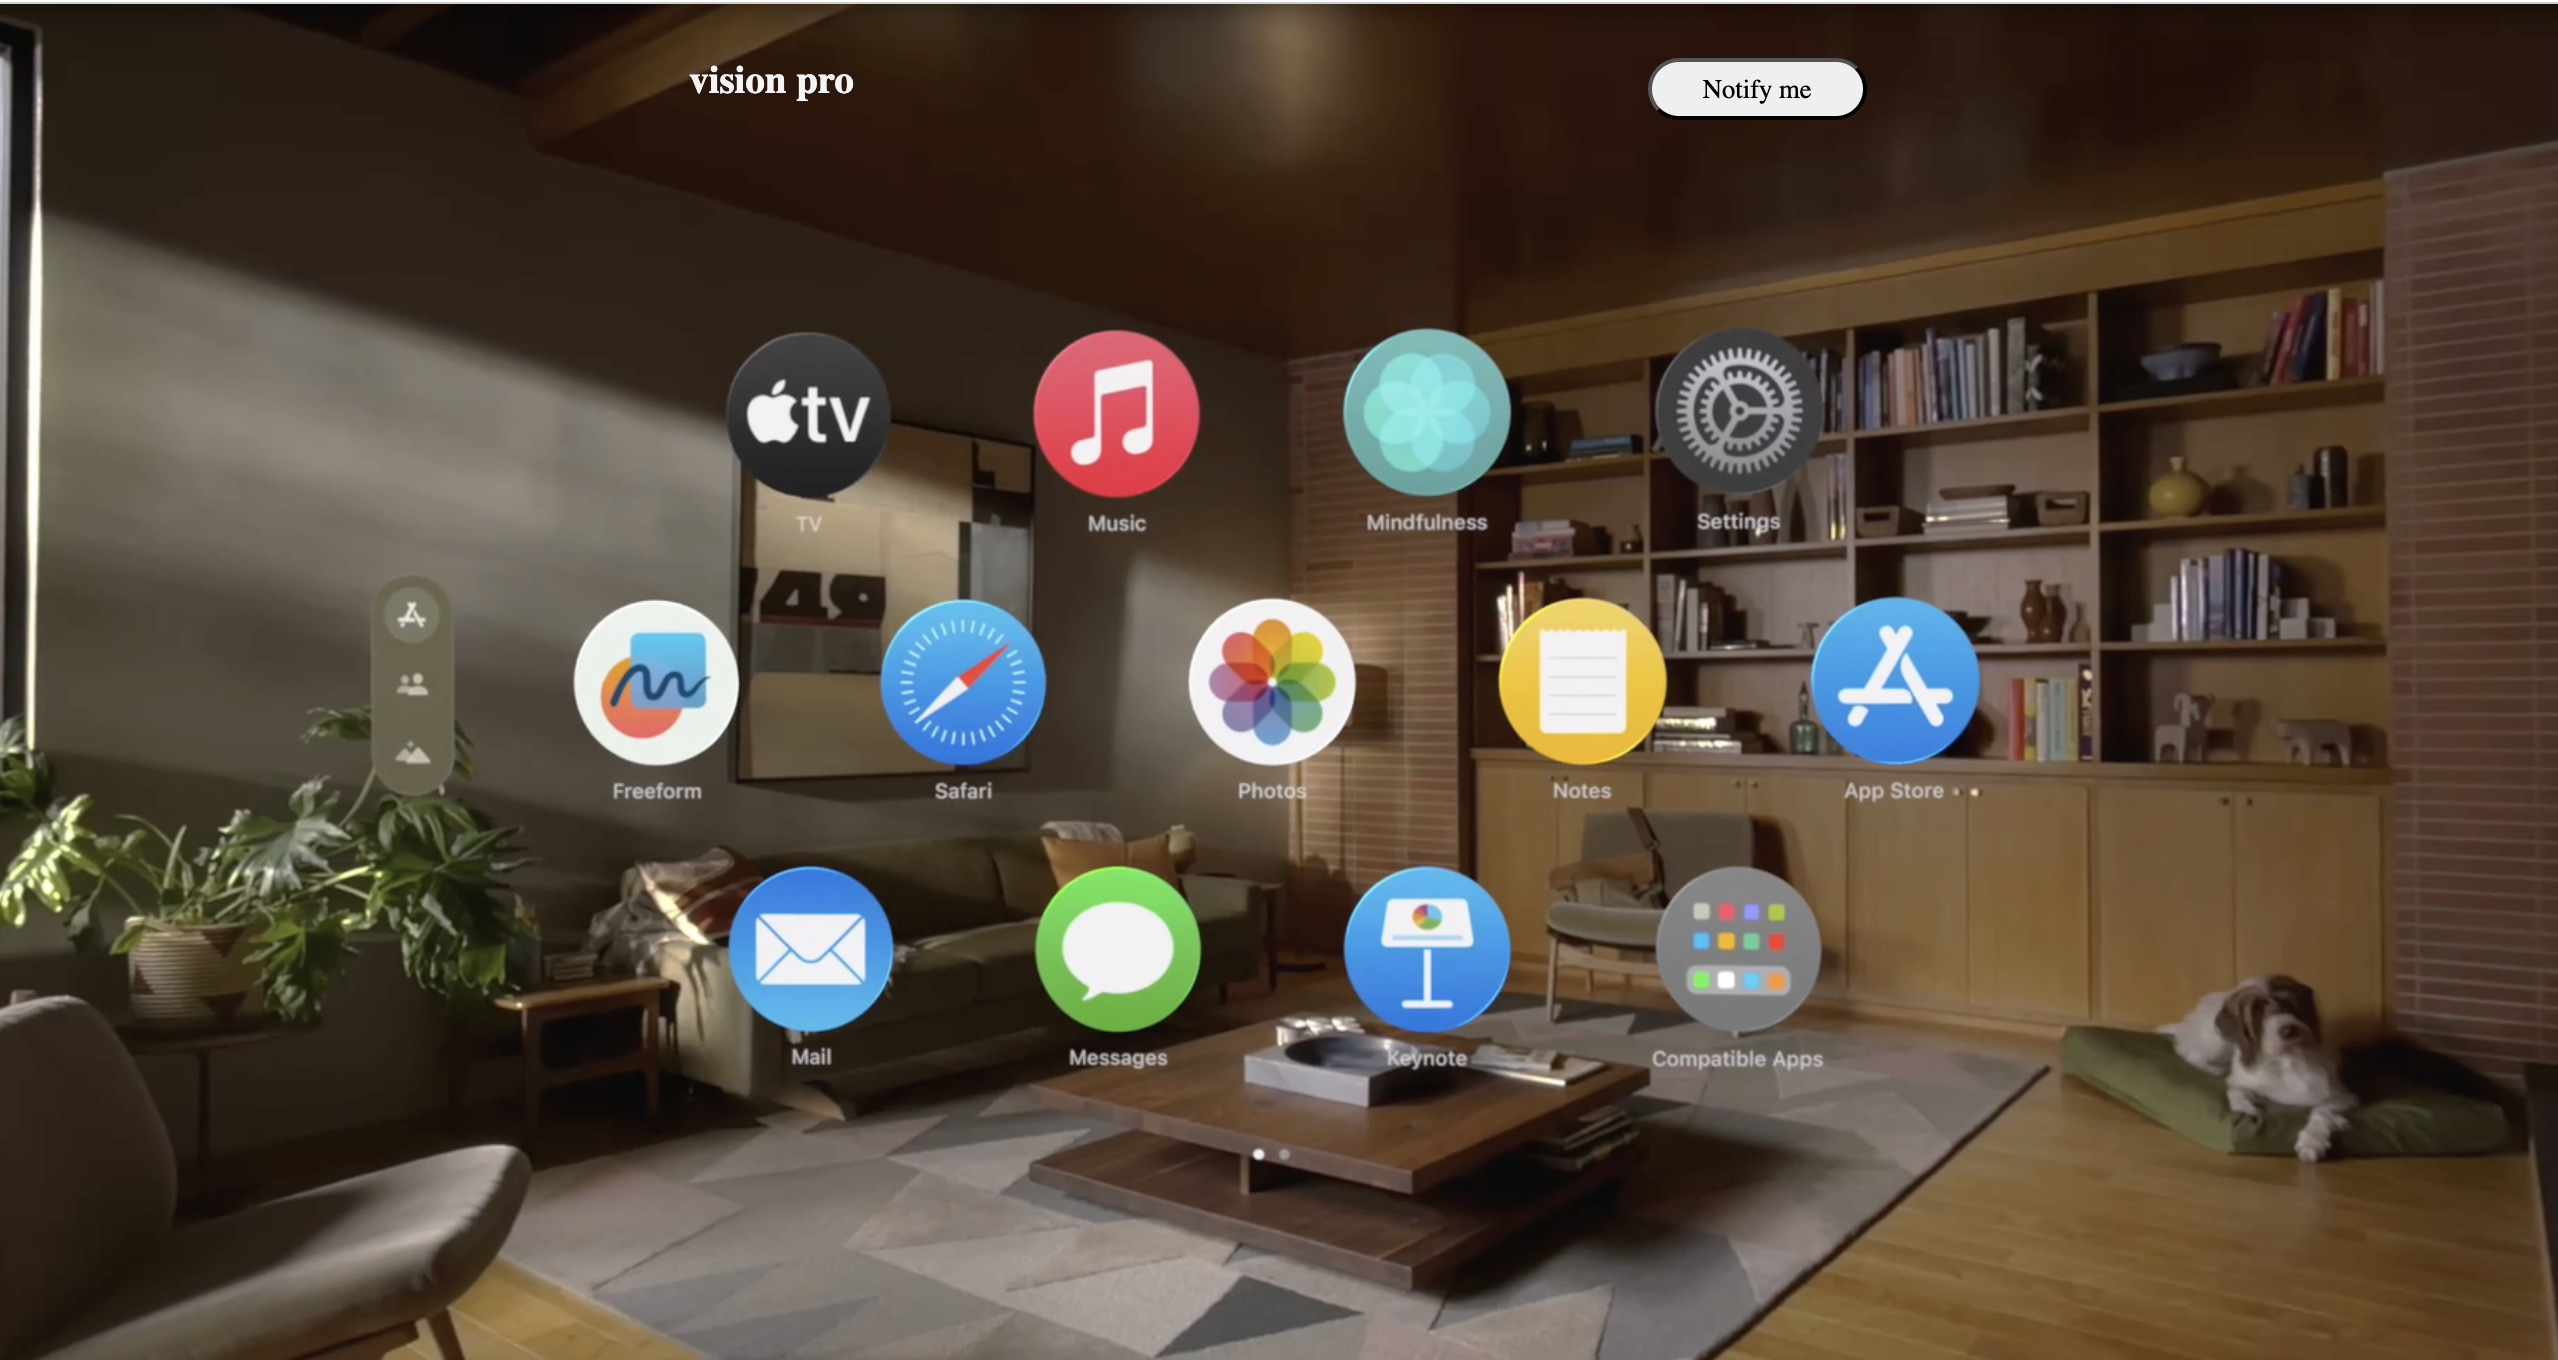 vision pro
Notify me
tv
TV
Music
Mindfulness
Settings
Freeform
Safari
Photos
Notes
App Store
Mail
Messages
Keynote
Compatible Apps